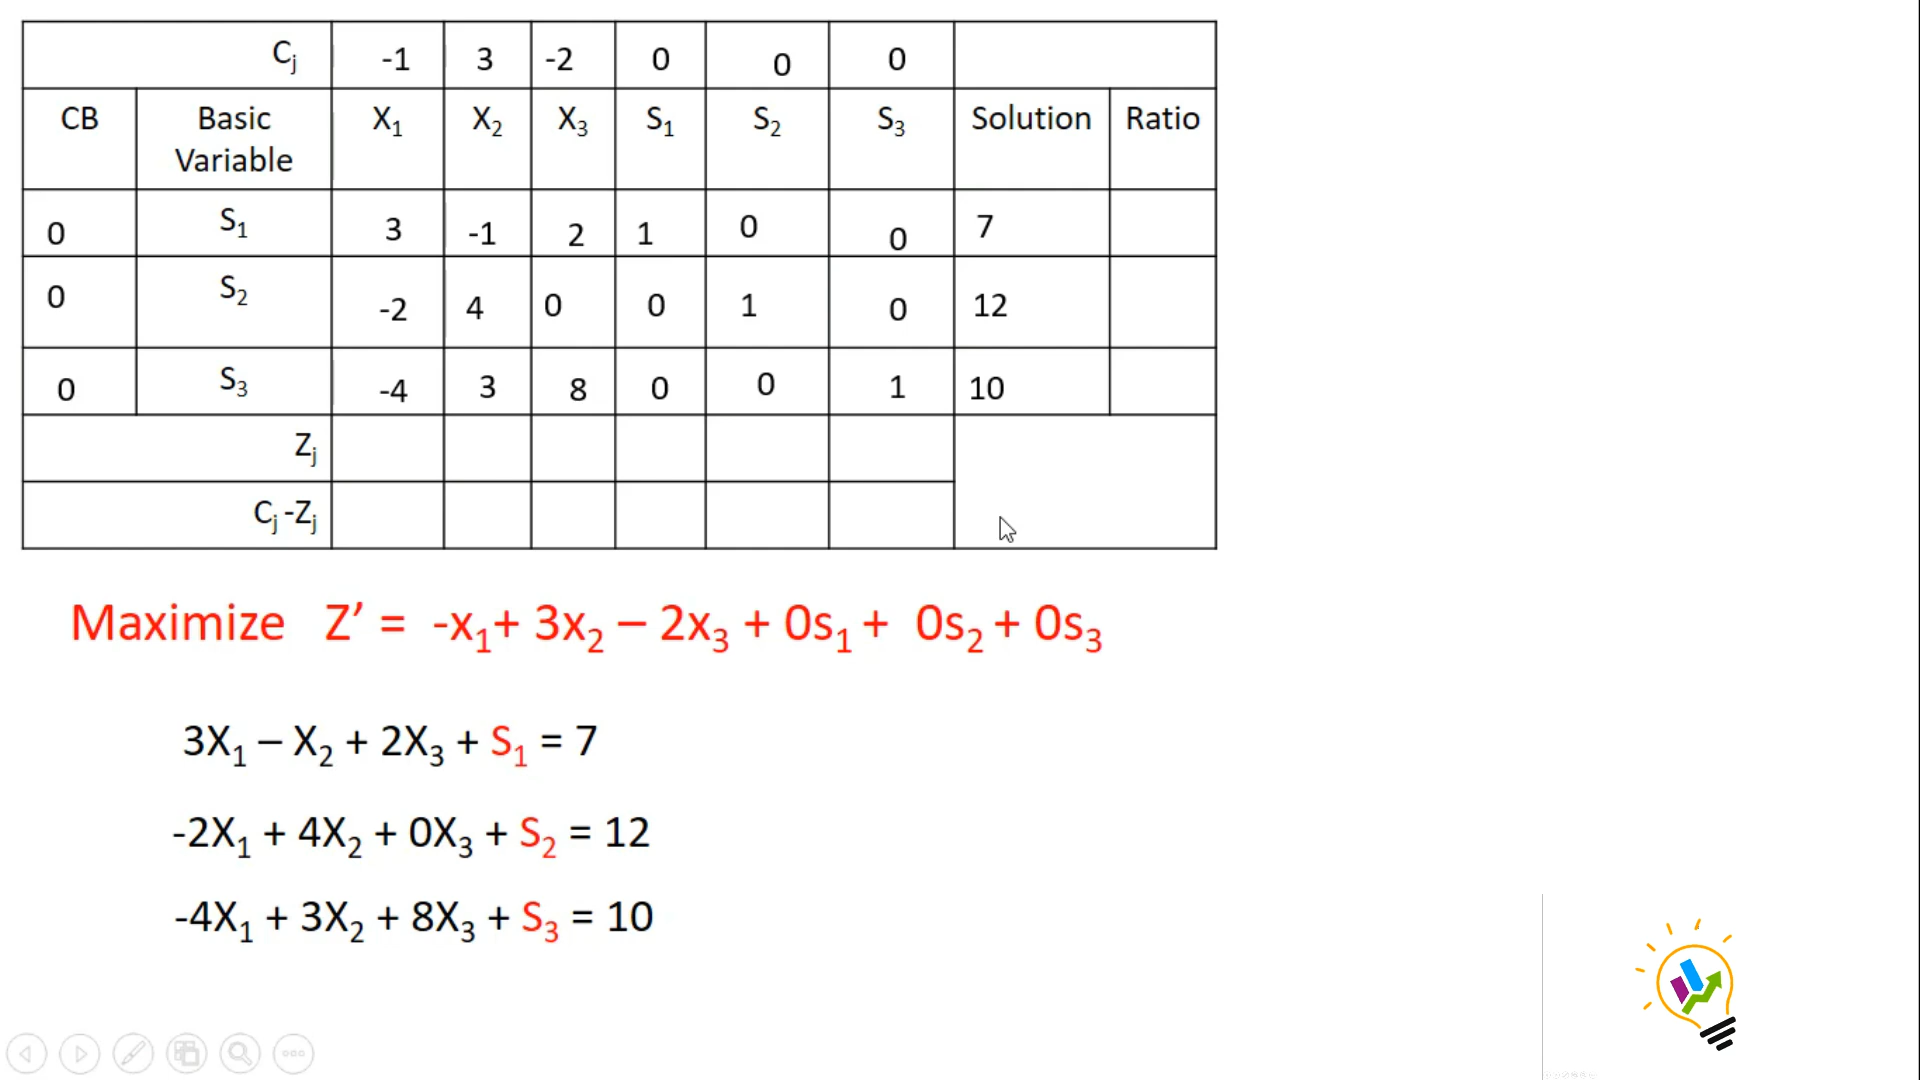 Cj -1 3 -2 0 0 0
CB Basic Variable X1 X2 X3 S1 S2 S3 Solution Ratio
0 S1 3 -1 2 1 0 0 7
0 S2 -2 4 0 0 1 0 12
0 S3 -4 3 8 0 0 1 10
Zj
Cj -Zj
Maximize Z’ = -x1+ 3x2 – 2x3 + 0s1 + 0s2 + 0s3
3X1 – X2 + 2X3 + S1 = 7
-2X1 + 4X2 + 0X3 + S2 = 12
-4X1 + 3X2 + 8X3 + S3 = 10